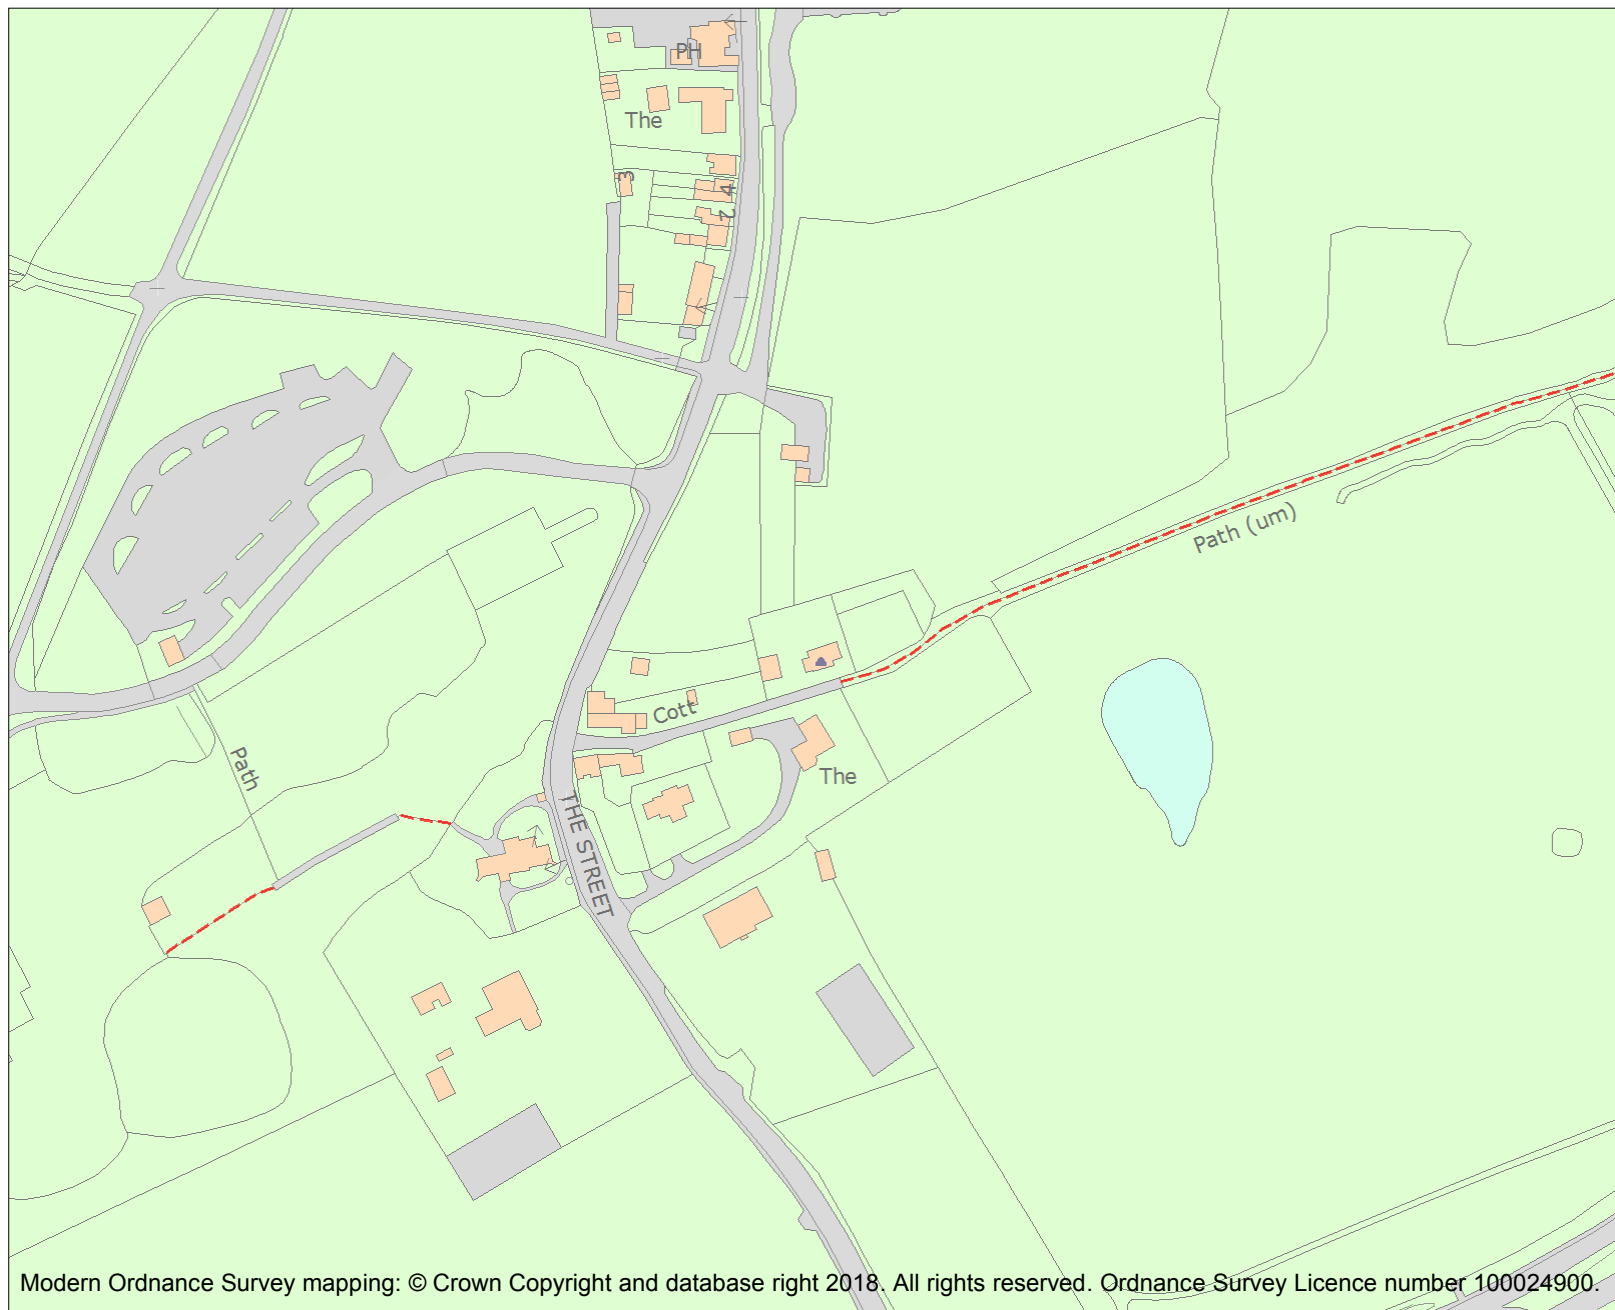 PH
The
3
4
2
Path (um)
Cott
Path
The
THE STREET
Modern Ordnance Survey mapping: © Crown Copyright and database right 2018. All rights reserved. Ordnance Survey Licence number 100024900.